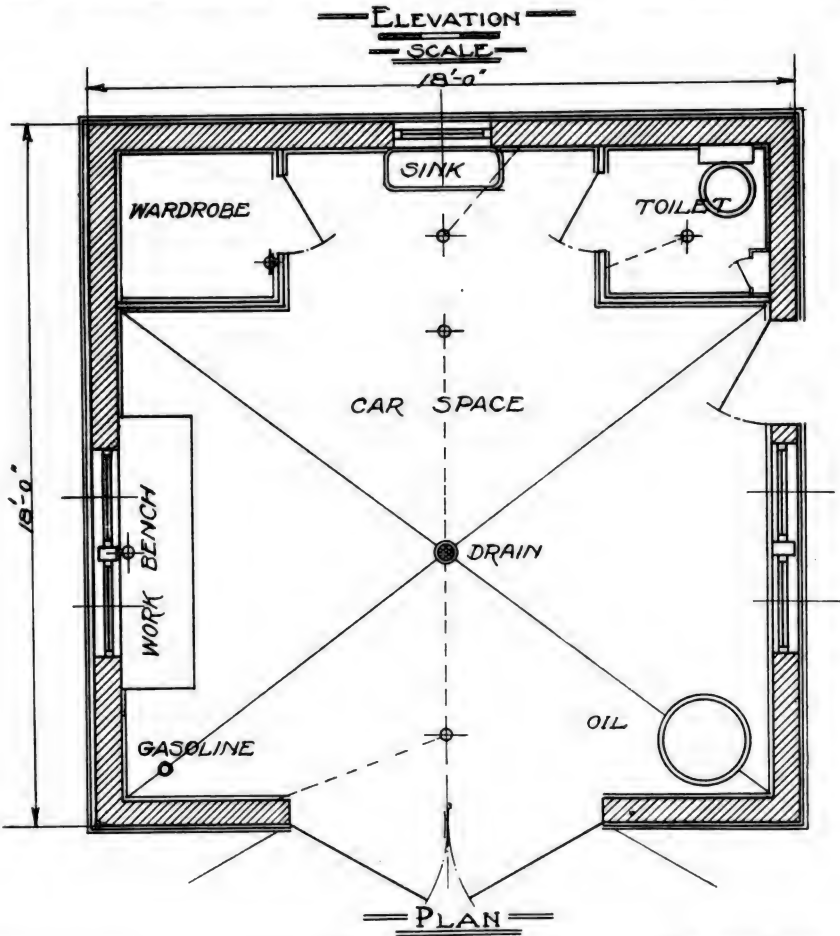 ELEVATION
SCALE
18'-0"
SINK
WARDROBE
TOILET
CAR SPACE
18'-0"
WORK BENCH
DRAIN
OIL
GASOLINE
PLAN